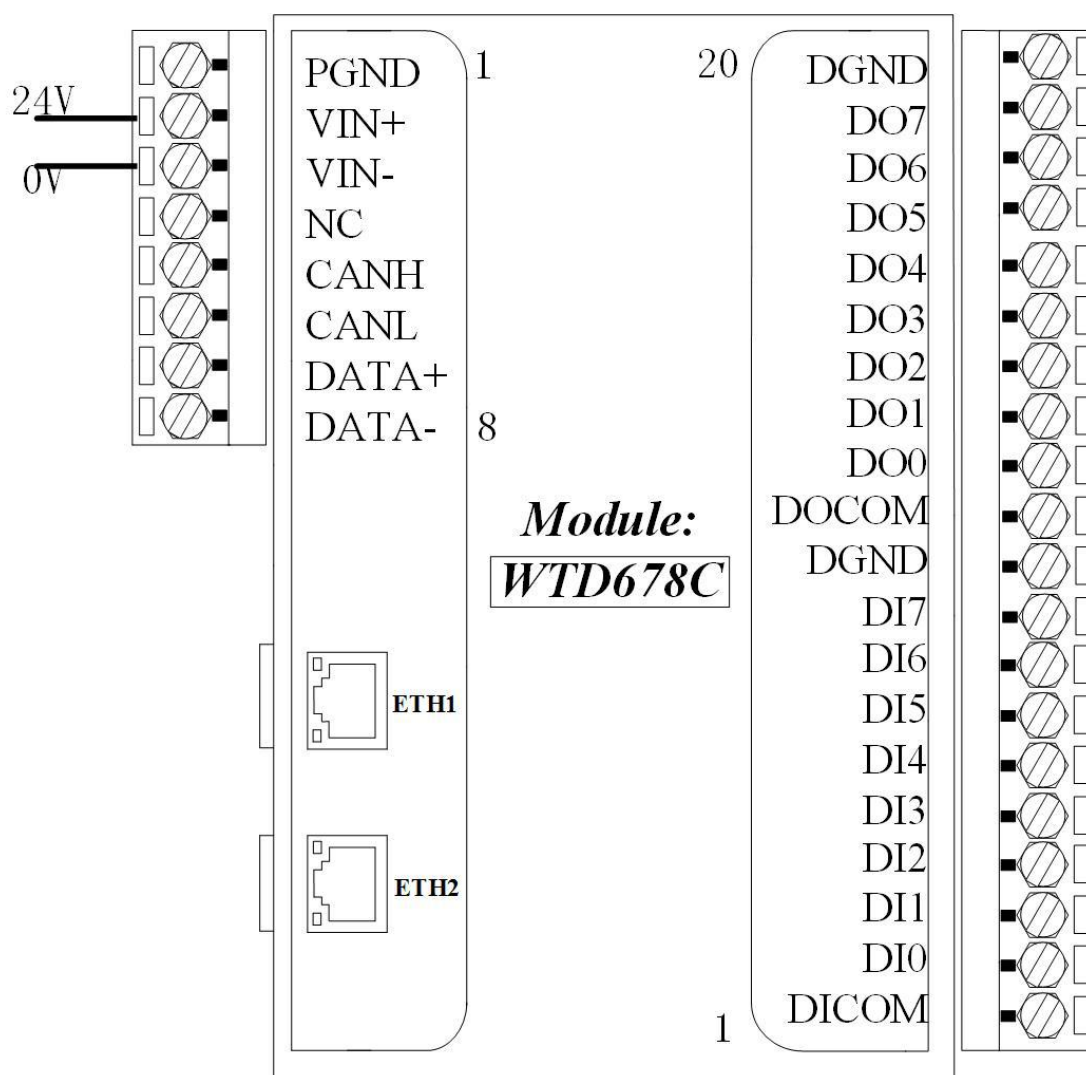 24V
0V
PGND
VIN+
VIN-
NC
CANH
CANL
DATA+
DATA-
1
8
Module:
WTD678C
ETH1
ETH2
20
DGND
DO7
DO6
DO5
DO4
DO3
DO2
DO1
DO0
DOCOM
DGND
DI7
DI6
DI5
DI4
DI3
DI2
DI1
DI0
DICOM
1